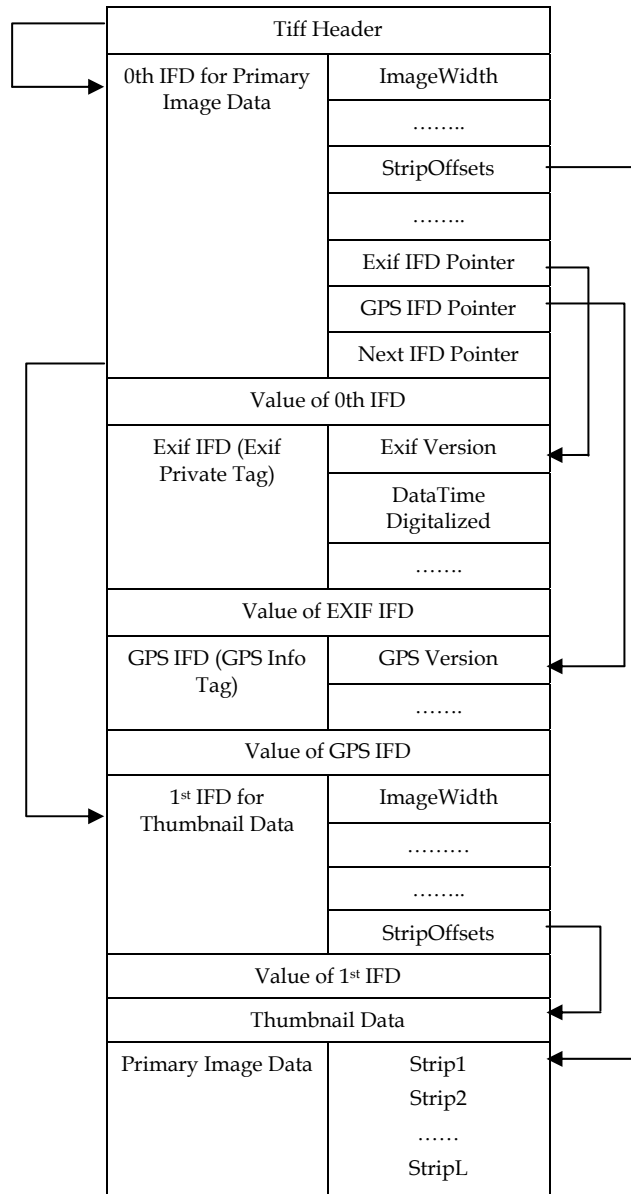 Tiff Header
0th IFD for Primary
Image Data
ImageWidth
……..
StripOffsets
……..
Exif IFD Pointer
GPS IFD Pointer
Next IFD Pointer
Value of 0th IFD
Exif IFD (Exif
Private Tag)
Exif Version
DataTime
Digitalized
…….
Value of EXIF IFD
GPS IFD (GPS Info
Tag)
GPS Version
…….
Value of GPS IFD
1st IFD for
Thumbnail Data
ImageWidth
………
……..
StripOffsets
Value of 1st IFD
Thumbnail Data
Primary Image Data
Strip1
Strip2
……
StripL